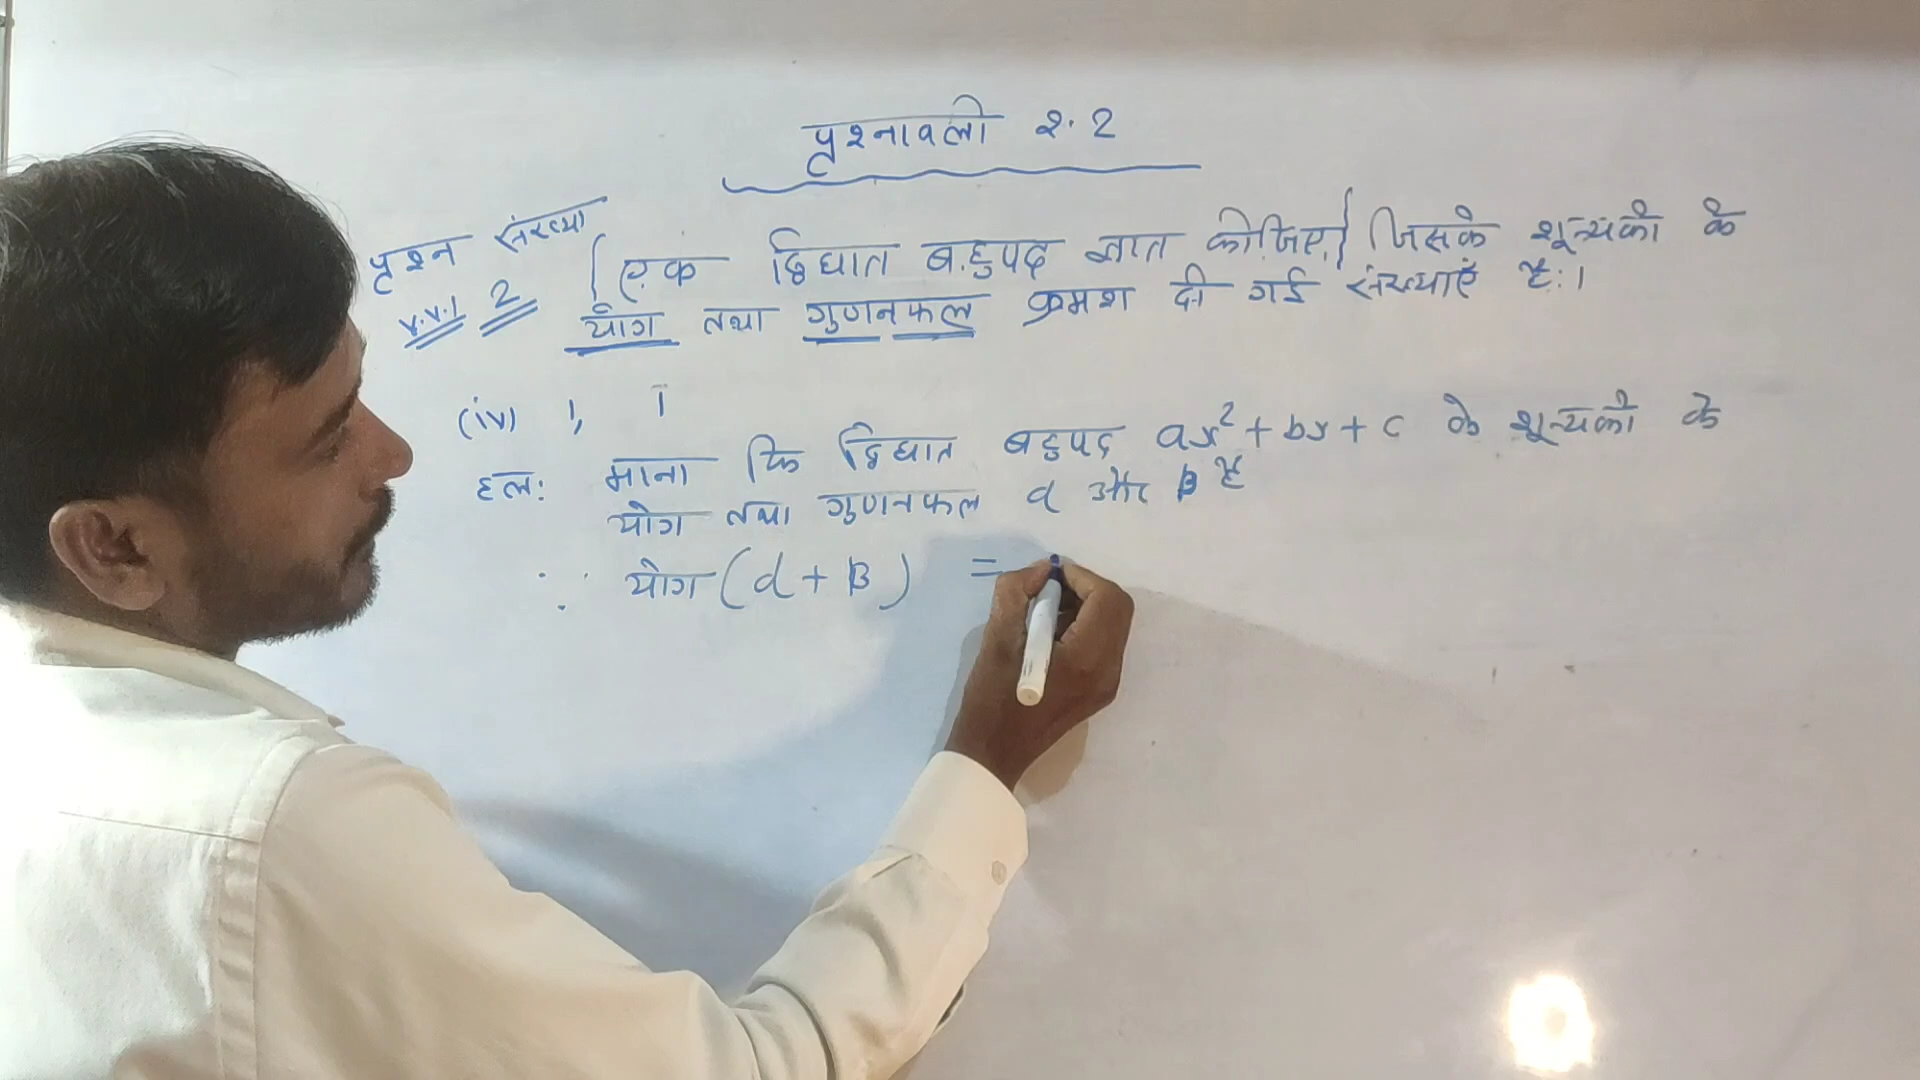 प्रश्नावली २.2
प्रश्न संख्या
v.v.I 2
{एक द्विघात बहुपद ज्ञात कीजिए} जिसके शून्यकों के
योग तथा गुणनफल क्रमश दी गई संख्याएँ है:।
(iv) 1, 1
हल: माना कि द्विघात बहुपद ax²+bx+c के शून्यकों के
योग तथा गुणनफल α और β है
∴ योग (α+β) =